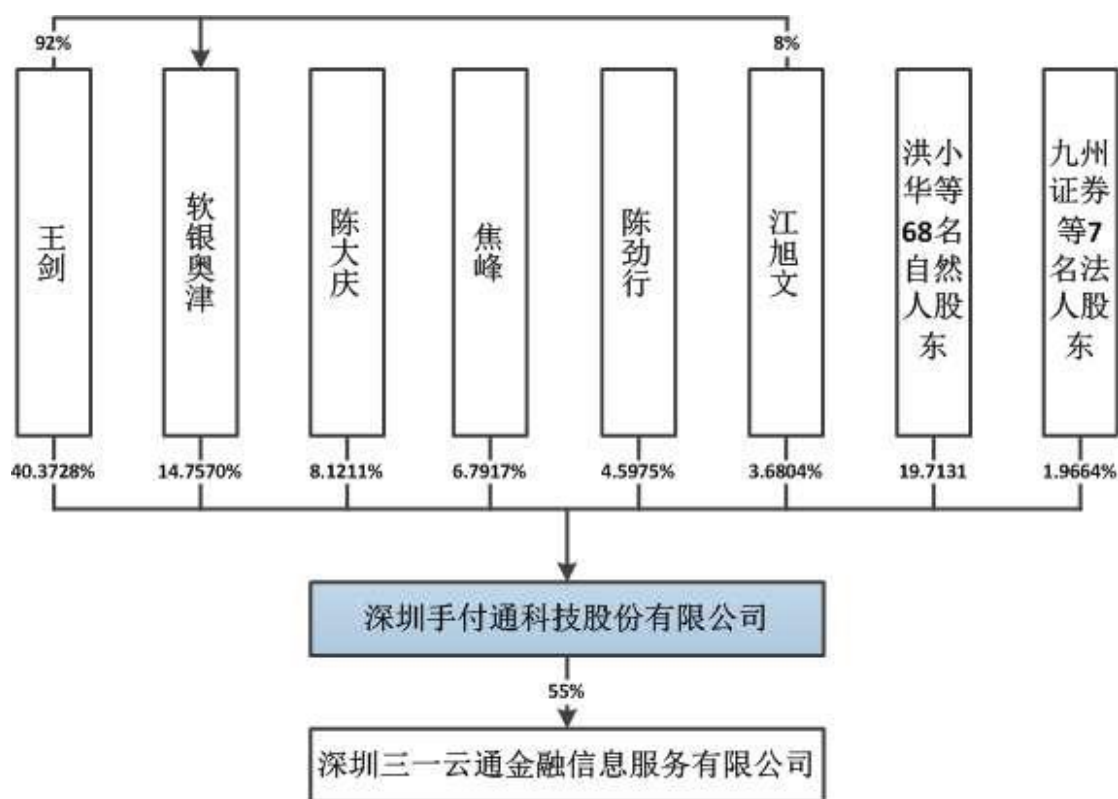 92%
8%
王剑
软银奥津
陈大庆
焦峰
陈劲行
江旭文
洪小
华等
68名
自然
人股
东
九州
证券
等7
名法
人股
东
40.3728%
14.7570%
8.1211%
6.7917%
4.5975%
3.6804%
19.7131
1.9664%
深圳手付通科技股份有限公司
55%
深圳三一云通金融信息服务有限公司